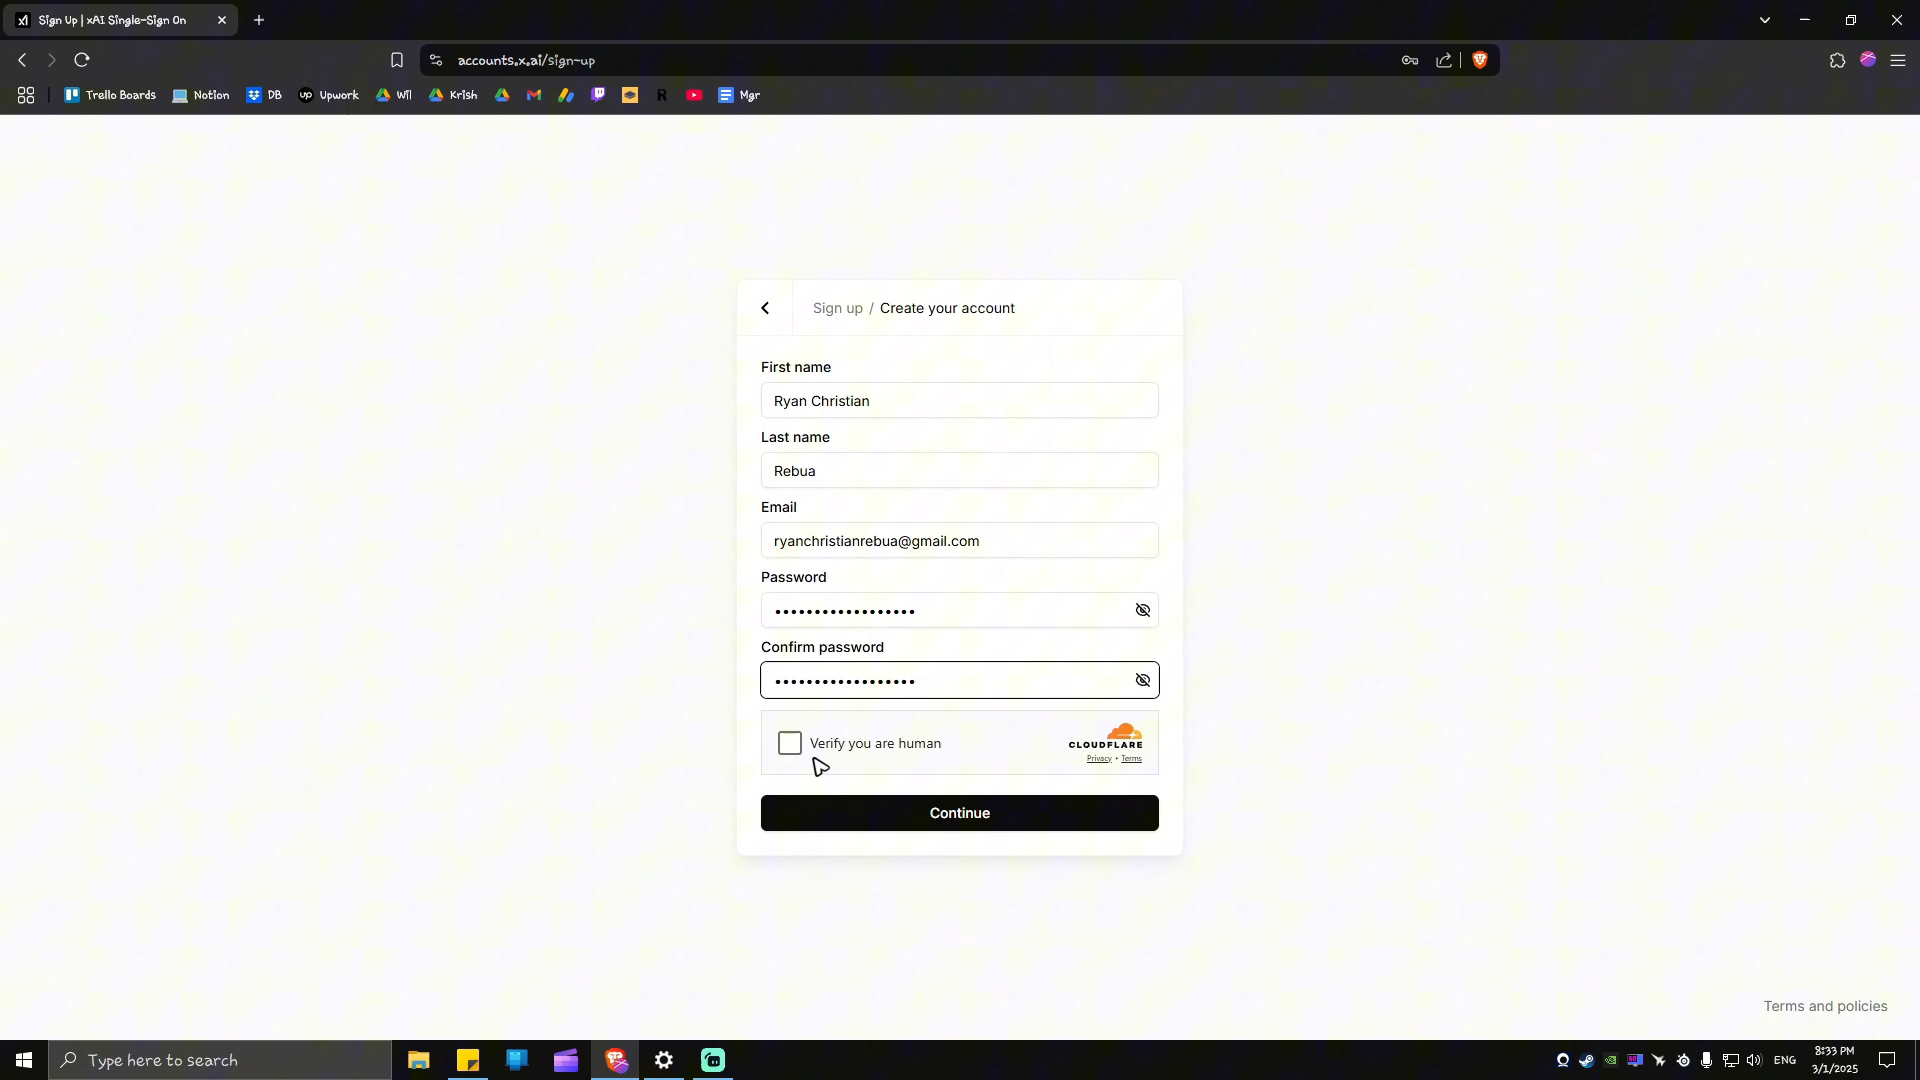 Sign Up | xAI Single-Sign On
accounts.x.ai/sign-up
Trello Boards
Notion
DB
up Upwork
Wil
Krish
R
Mgr
Sign up / Create your account
First name
Ryan Christian
Last name
Rebua
Email
ryanchristianrebua@gmail.com
Password
••••••••••••••••••
Confirm password
••••••••••••••••••
Verify you are human
CLOUDFLARE
Privacy • Terms
Continue
Terms and policies
Type here to search
ENG
8:33 PM
3/1/2025